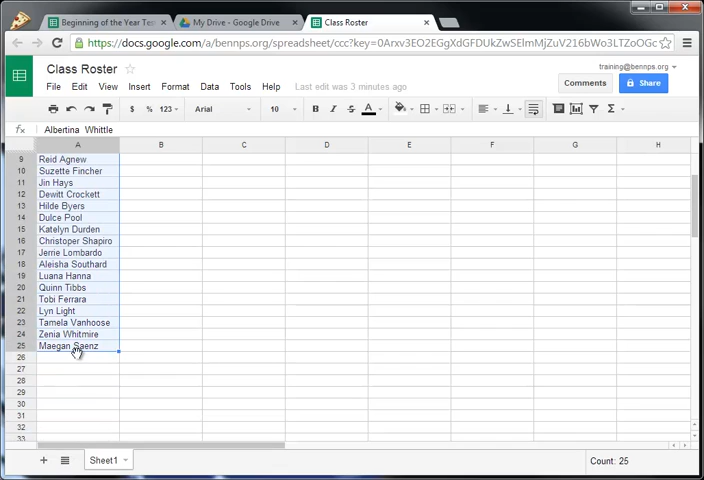 Beginning of the Year Tem
My Drive - Google Drive
Class Roster
https://docs.google.com/a/bennps.org/spreadsheet/ccc?key=0Arxv3EO2EGgXdGFDUkZwSElmMjZuV216bWo3LTZoOGc
Class Roster
training@bennps.org
File Edit View Insert Format Data Tools Help Last edit was 3 minutes ago
Comments
Share
$ % 123 Arial 10 B I S A Σ
fx Albertina Whittle
A B C D E F G H
9 Reid Agnew
10 Suzette Fincher
11 Jin Hays
12 Dewitt Crockett
13 Hilde Byers
14 Dulce Pool
15 Katelyn Durden
16 Christoper Shapiro
17 Jerrie Lombardo
18 Aleisha Southard
19 Luana Hanna
20 Quinn Tibbs
21 Tobi Ferrara
22 Lyn Light
23 Tamela Vanhoose
24 Zenia Whitmire
25 Maegan Saenz
26
27
28
29
30
31
32
33
Sheet1
Count: 25